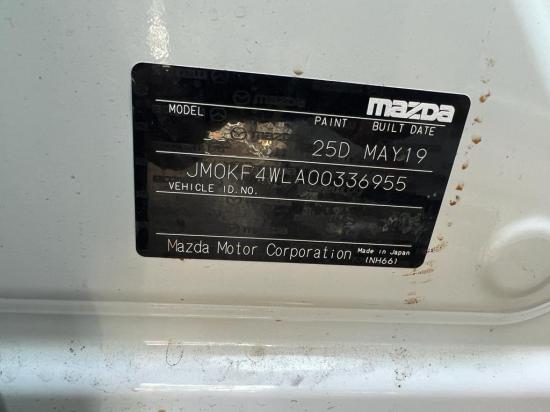 mazda
MODEL PAINT BUILT DATE
25D MAY19
JM0KF4WLA00336955
VEHICLE ID.NO.
Mazda Motor Corporation Made in Japan
(NH66)